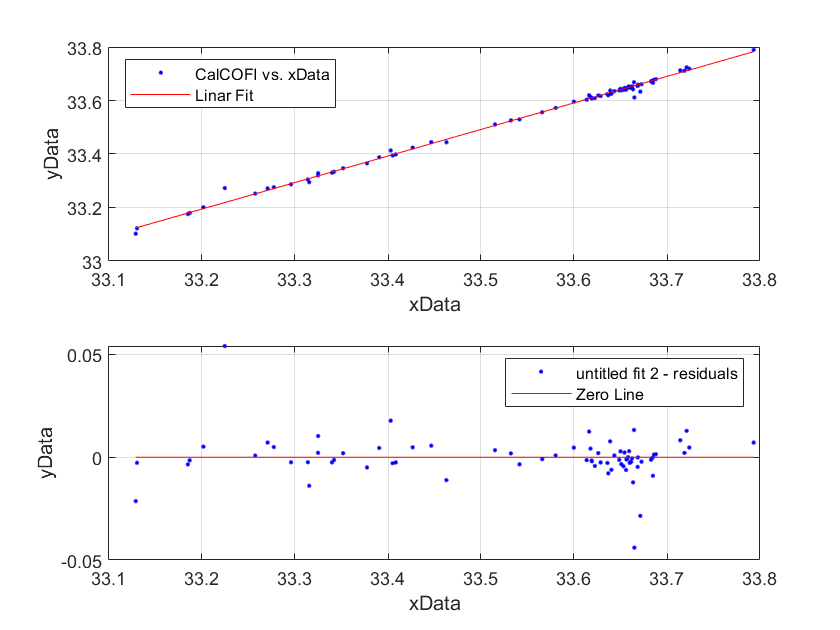 33.8
33.6
33.4
33.2
33
yData
CalCOFI vs. xData
Linar Fit
33.1 33.2 33.3 33.4 33.5 33.6 33.7 33.8
xData
0.05
0
-0.05
yData
untitled fit 2 - residuals
Zero Line
33.1 33.2 33.3 33.4 33.5 33.6 33.7 33.8
xData